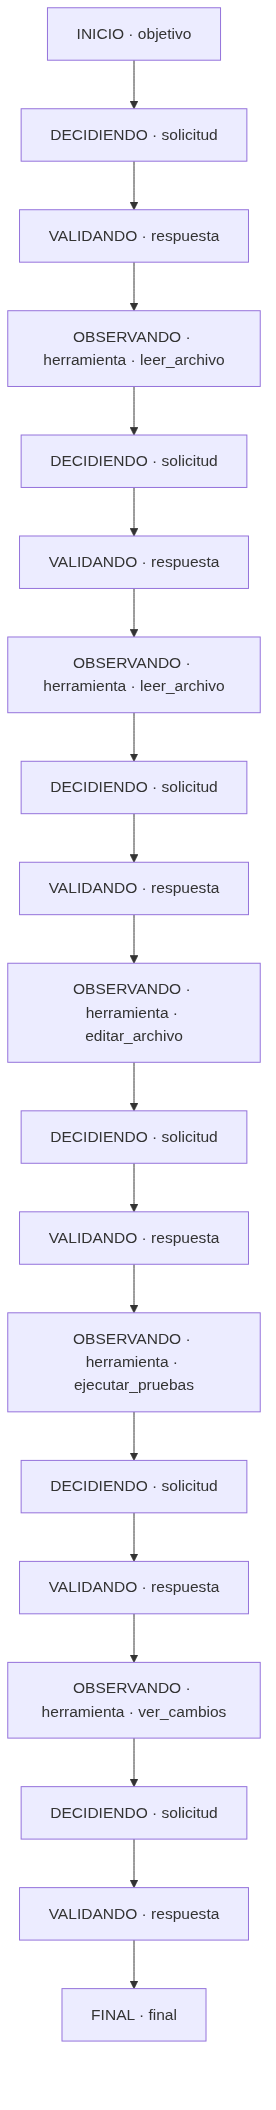 INICIO · objetivo
DECIDIENDO · solicitud
VALIDANDO · respuesta
OBSERVANDO ·
herramienta · leer_archivo
DECIDIENDO · solicitud
VALIDANDO · respuesta
OBSERVANDO ·
herramienta · leer_archivo
DECIDIENDO · solicitud
VALIDANDO · respuesta
OBSERVANDO ·
herramienta ·
editar_archivo
DECIDIENDO · solicitud
VALIDANDO · respuesta
OBSERVANDO ·
herramienta ·
ejecutar_pruebas
DECIDIENDO · solicitud
VALIDANDO · respuesta
OBSERVANDO ·
herramienta · ver_cambios
DECIDIENDO · solicitud
VALIDANDO · respuesta
FINAL · final